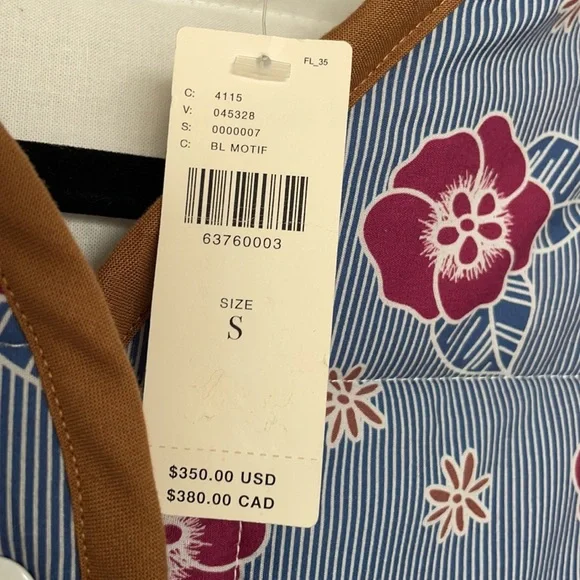 FL_35
C: 4115
V: 045328
S: 0000007
C: BL MOTIF
63760003
SIZE
S
$350.00 USD
$380.00 CAD